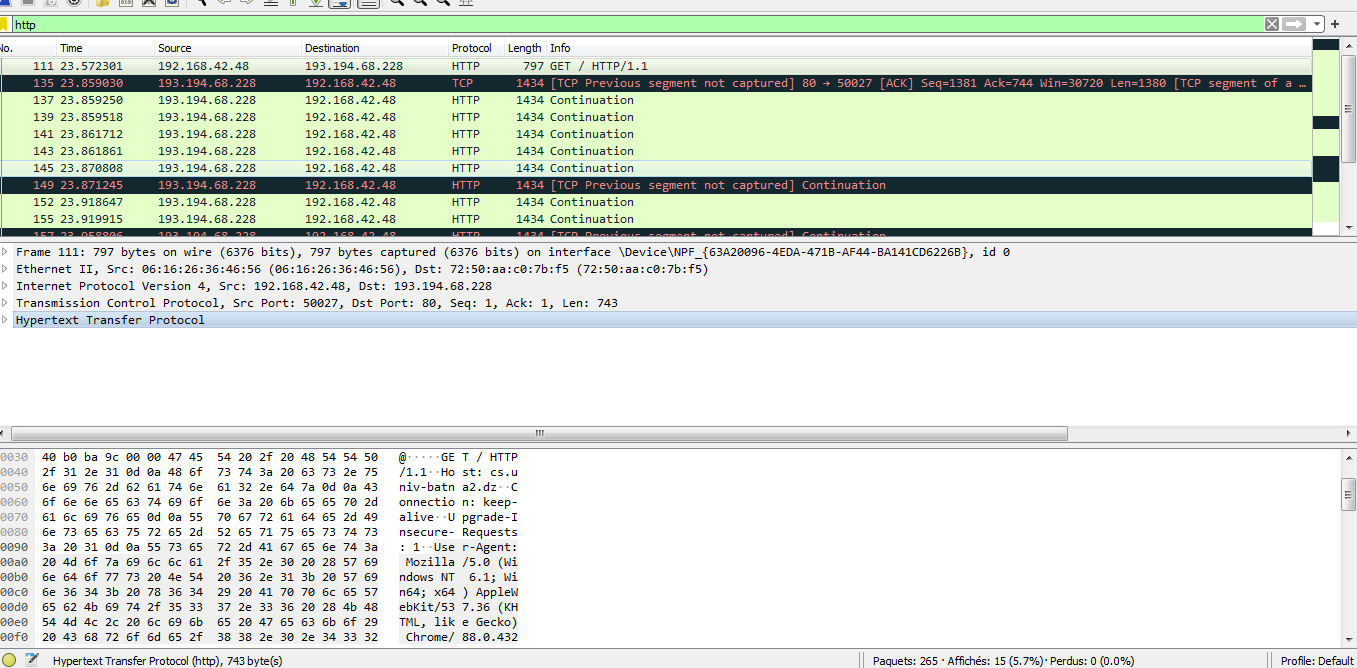 http
No. Time Source Destination Protocol Length Info
111 23.572301 192.168.42.48 193.194.68.228 HTTP 797 GET / HTTP/1.1
135 23.859030 193.194.68.228 192.168.42.48 TCP 1434 [TCP Previous segment not captured] 80 → 50027 [ACK] Seq=1381 Ack=744 Win=30720 Len=1380 [TCP segment of a …
137 23.859250 193.194.68.228 192.168.42.48 HTTP 1434 Continuation
139 23.859518 193.194.68.228 192.168.42.48 HTTP 1434 Continuation
141 23.861712 193.194.68.228 192.168.42.48 HTTP 1434 Continuation
143 23.861861 193.194.68.228 192.168.42.48 HTTP 1434 Continuation
145 23.870808 193.194.68.228 192.168.42.48 HTTP 1434 Continuation
149 23.871245 193.194.68.228 192.168.42.48 HTTP 1434 [TCP Previous segment not captured] Continuation
152 23.918647 193.194.68.228 192.168.42.48 HTTP 1434 Continuation
155 23.919915 193.194.68.228 192.168.42.48 HTTP 1434 Continuation
157 23.958806 193.194.68.228 192.168.42.48 HTTP 1434 [TCP Previous segment not captured] Continuation
Frame 111: 797 bytes on wire (6376 bits), 797 bytes captured (6376 bits) on interface \Device\NPF_{63A20096-4EDA-471B-AF44-BA141CD6226B}, id 0
Ethernet II, Src: 06:16:26:36:46:56 (06:16:26:36:46:56), Dst: 72:50:aa:c0:7b:f5 (72:50:aa:c0:7b:f5)
Internet Protocol Version 4, Src: 192.168.42.48, Dst: 193.194.68.228
Transmission Control Protocol, Src Port: 50027, Dst Port: 80, Seq: 1, Ack: 1, Len: 743
Hypertext Transfer Protocol
0030 40 b0 ba 9c 00 00 47 45 54 20 2f 20 48 54 54 50 @·····GE T / HTTP
0040 2f 31 2e 31 0d 0a 48 6f 73 74 3a 20 63 73 2e 75 /1.1··Ho st: cs.u
0050 6e 69 76 2d 62 61 74 6e 61 32 2e 64 7a 0d 0a 43 niv-batn a2.dz··C
0060 6f 6e 6e 65 63 74 69 6f 6e 3a 20 6b 65 65 70 2d onnectio n: keep-
0070 61 6c 69 76 65 0d 0a 55 70 67 72 61 64 65 2d 49 alive··U pgrade-I
0080 6e 73 65 63 75 72 65 2d 52 65 71 75 65 73 74 73 nsecure- Requests
0090 3a 20 31 0d 0a 55 73 65 72 2d 41 67 65 6e 74 3a : 1··Use r-Agent:
00a0 20 4d 6f 7a 69 6c 6c 61 2f 35 2e 30 20 28 57 69 Mozilla /5.0 (Wi
00b0 6e 64 6f 77 73 20 4e 54 20 36 2e 31 3b 20 57 69 ndows NT 6.1; Wi
00c0 6e 36 34 3b 20 78 36 34 29 20 41 70 70 6c 65 57 n64; x64 ) AppleW
00d0 65 62 4b 69 74 2f 35 33 37 2e 33 36 20 28 4b 48 ebKit/53 7.36 (KH
00e0 54 4d 4c 2c 20 6c 69 6b 65 20 47 65 63 6b 6f 29 TML, lik e Gecko)
00f0 20 43 68 72 6f 6d 65 2f 38 38 2e 30 2e 34 33 32 Chrome/ 88.0.432
Hypertext Transfer Protocol (http), 743 byte(s) Paquets: 265 · Affichés: 15 (5.7%) · Perdus: 0 (0.0%) Profile: Default